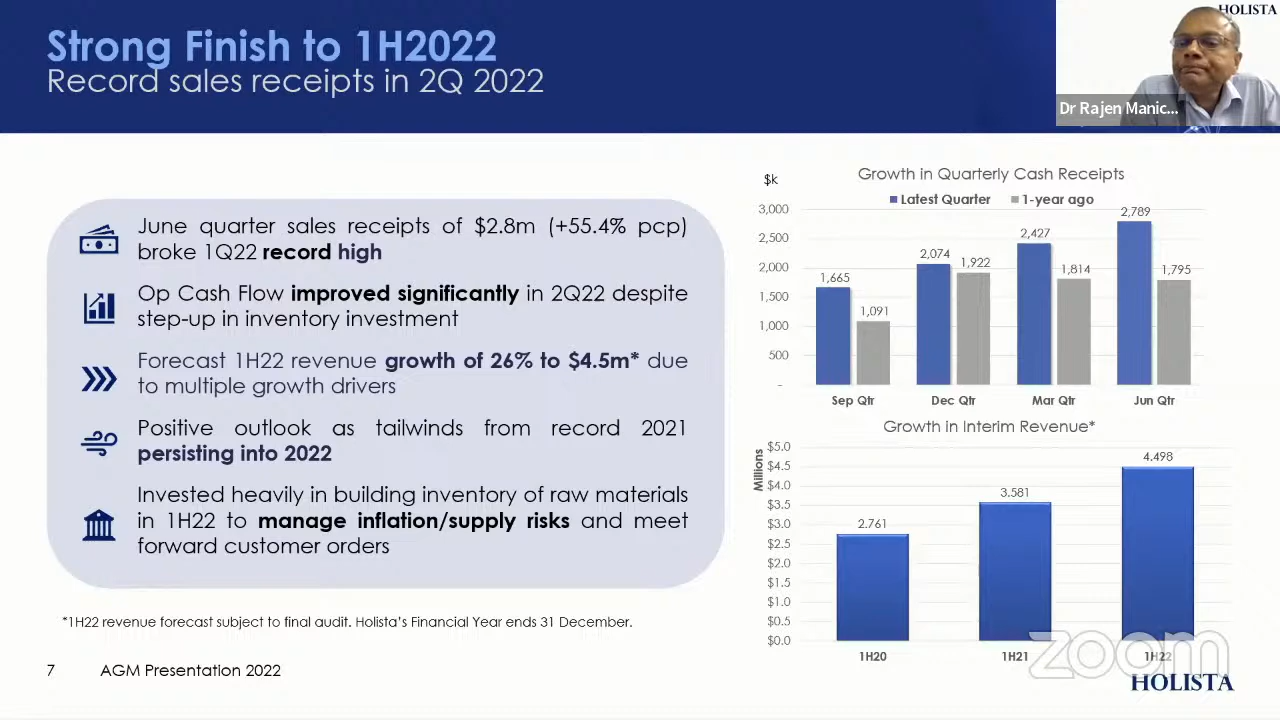 Strong Finish to 1H2022
Record sales receipts in 2Q 2022
HOLISTA
Dr Rajen Manic...
June quarter sales receipts of $2.8m (+55.4% pcp)
broke 1Q22 record high
Op Cash Flow improved significantly in 2Q22 despite
step-up in inventory investment
Forecast 1H22 revenue growth of 26% to $4.5m* due
to multiple growth drivers
Positive outlook as tailwinds from record 2021
persisting into 2022
Invested heavily in building inventory of raw materials
in 1H22 to manage inflation/supply risks and meet
forward customer orders
*1H22 revenue forecast subject to final audit. Holista's Financial Year ends 31 December.
7 AGM Presentation 2022
Growth in Quarterly Cash Receipts
$k
Latest Quarter 1-year ago
3,000
2,500
2,000
1,500
1,000
500
-
1,665
1,091
2,074
1,922
2,427
1,814
2,789
1,795
Sep Qtr Dec Qtr Mar Qtr Jun Qtr
Growth in Interim Revenue*
Millions
$5.0
$4.5
$4.0
$3.5
$3.0
$2.5
$2.0
$1.5
$1.0
$0.5
$0.0
2.761
3.581
4.498
1H20 1H21 1H22
zoom
HOLISTA